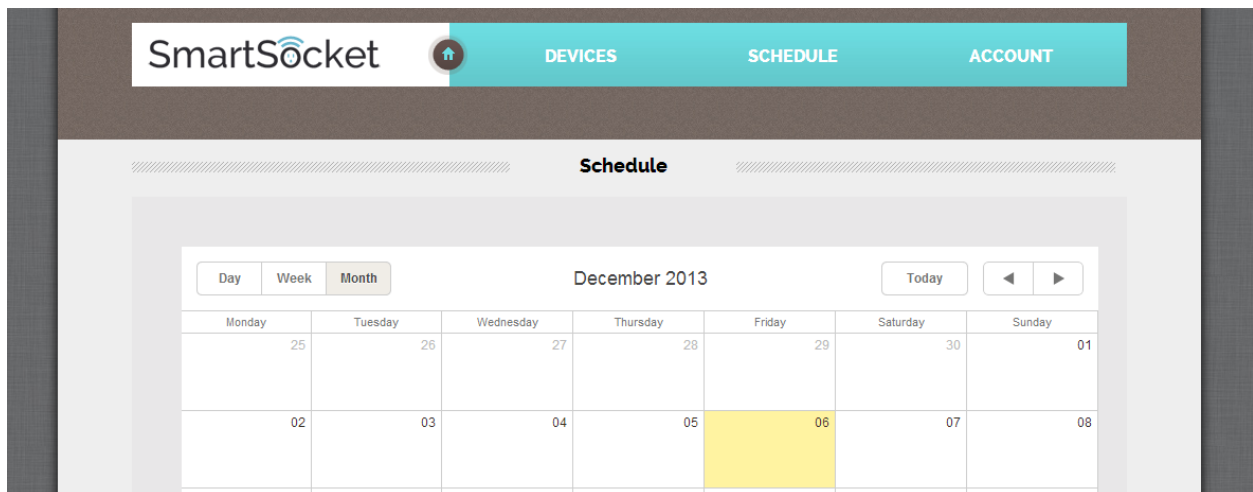 SmartSocket DEVICES SCHEDULE ACCOUNT
Schedule
Day Week Month December 2013 Today
Monday Tuesday Wednesday Thursday Friday Saturday Sunday
25 26 27 28 29 30 01
02 03 04 05 06 07 08